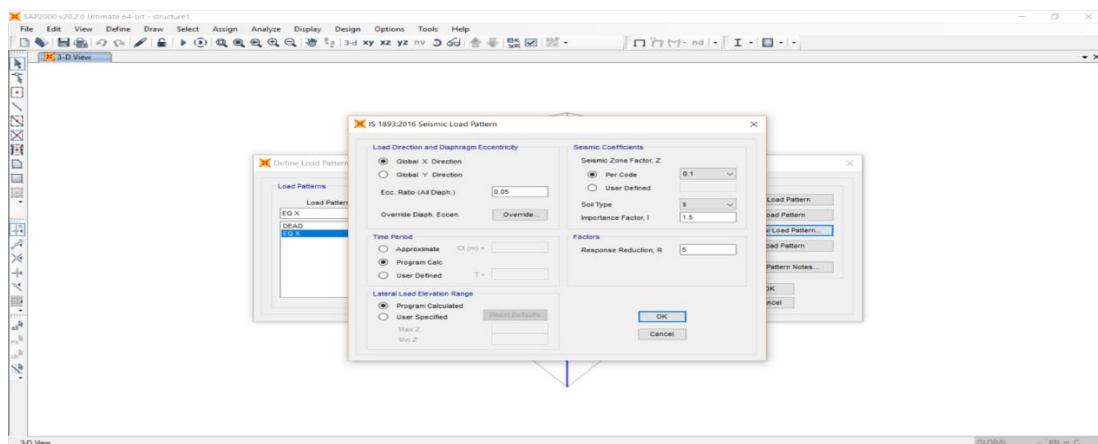 SAP2000 v20.2.0 Ultimate 64-bit - structure1
File Edit View Define Draw Select Assign Analyze Display Design Options Tools Help
3-d xy xz yz nv nd
3-D View
IS 1893:2016 Seismic Load Pattern
Define Load Pattern
Load Patterns
Load Pattern
EQ X
DEAD
EQ X
Load Direction and Diaphragm Eccentricity
Global X Direction
Global Y Direction
Ecc. Ratio (All Diaph.) 0.05
Override Diaph. Eccen. Override...
Time Period
Approximate Ct (m) =
Program Calc
User Defined T =
Lateral Load Elevation Range
Program Calculated
User Specified Reset Defaults
Max Z
Min Z
Seismic Coefficients
Seismic Zone Factor, Z
Per Code 0.1
User Defined
Soil Type II
Importance Factor, I 1.5
Factors
Response Reduction, R 5.
OK
Cancel
Load Pattern
oad Pattern
al Load Pattern...
oad Pattern
Pattern Notes...
OK
ncel
3-D View GLOBAL KN, m, C